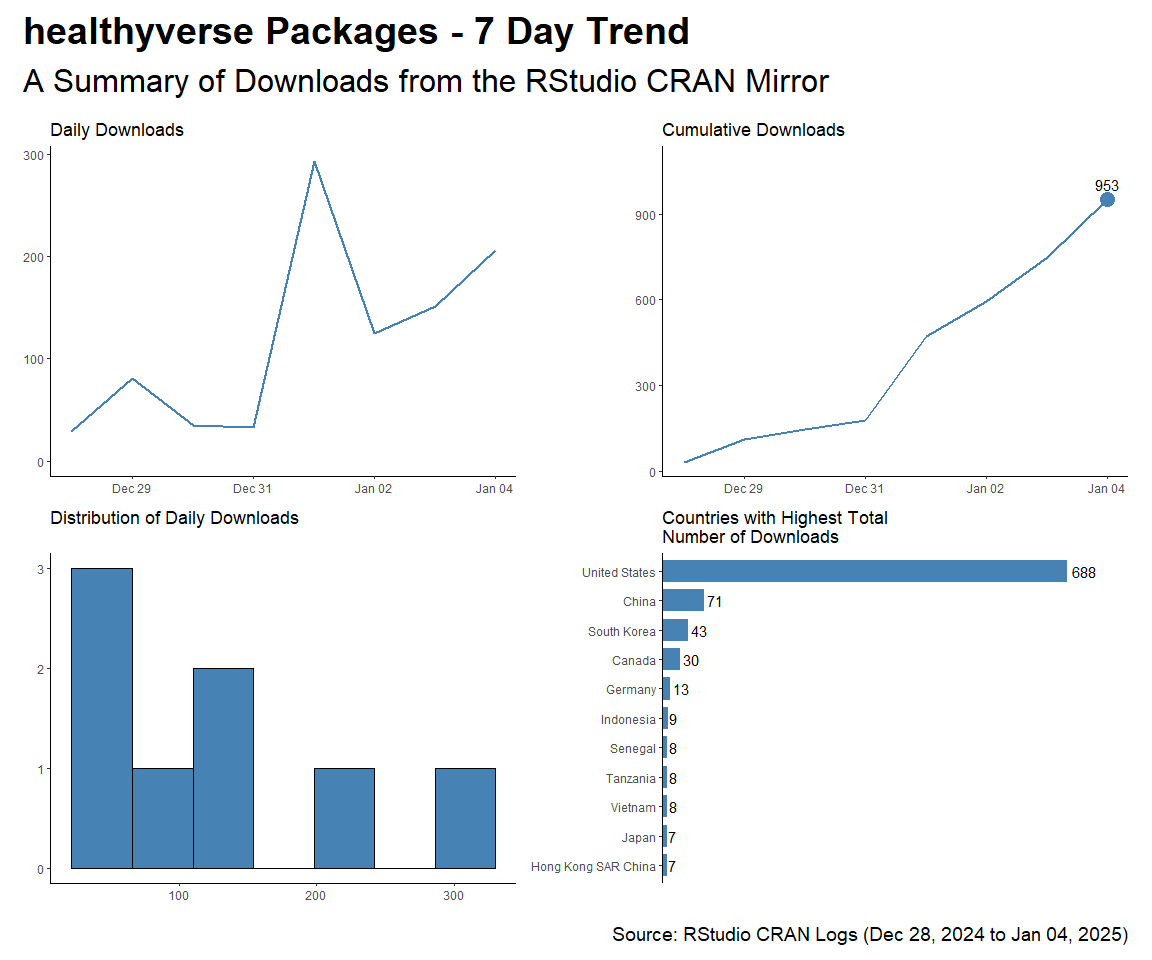 healthyverse Packages - 7 Day Trend
A Summary of Downloads from the RStudio CRAN Mirror
Daily Downloads
300
200
100
0
Dec 29
Dec 31
Jan 02
Jan 04
Cumulative Downloads
953
900
600
300
0
Dec 29
Dec 31
Jan 02
Jan 04
Distribution of Daily Downloads
3
2
1
0
100
200
300
Countries with Highest Total
Number of Downloads
United States 688
China 71
South Korea 43
Canada 30
Germany 13
Indonesia 9
Senegal 8
Tanzania 8
Vietnam 8
Japan 7
Hong Kong SAR China 7
Source: RStudio CRAN Logs (Dec 28, 2024 to Jan 04, 2025)